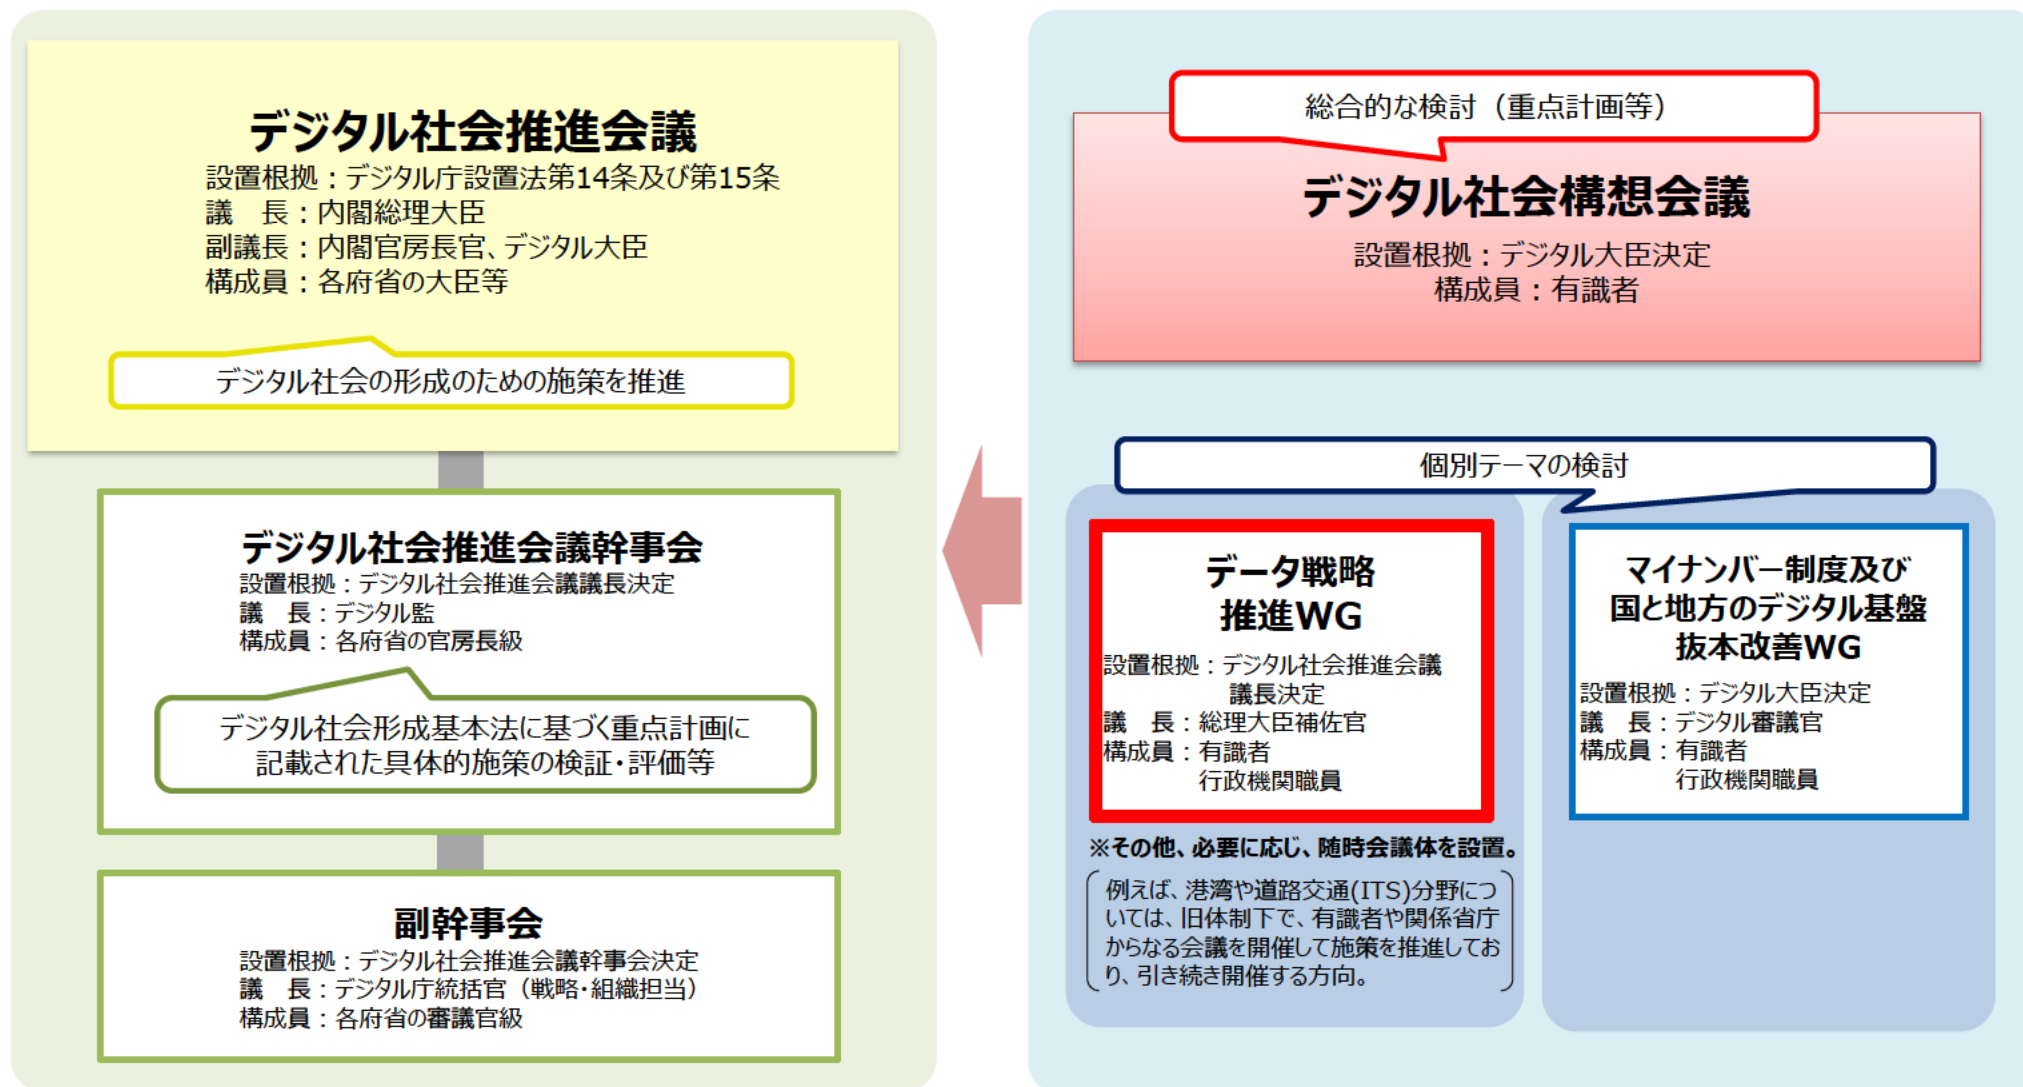 デジタル社会推進会議
設置根拠：デジタル庁設置法第14条及び第15条
議　長：内閣総理大臣
副議長：内閣官房長官、デジタル大臣
構成員：各府省の大臣等
デジタル社会の形成のための施策を推進
デジタル社会推進会議幹事会
設置根拠：デジタル社会推進会議議長決定
議　長：デジタル監
構成員：各府省の官房長級
デジタル社会形成基本法に基づく重点計画に
記載された具体的施策の検証・評価等
副幹事会
設置根拠：デジタル社会推進会議幹事会決定
議　長：デジタル庁統括官（戦略・組織担当）
構成員：各府省の審議官級
総合的な検討（重点計画等）
デジタル社会構想会議
設置根拠：デジタル大臣決定
構成員：有識者
個別テーマの検討
データ戦略
推進WG
設置根拠：デジタル社会推進会議
議長決定
議　長：総理大臣補佐官
構成員：有識者
行政機関職員
※その他、必要に応じ、随時会議体を設置。
例えば、港湾や道路交通(ITS)分野につ
いては、旧体制下で、有識者や関係省庁
からなる会議を開催して施策を推進してお
り、引き続き開催する方向。
マイナンバー制度及び
国と地方のデジタル基盤
抜本改善WG
設置根拠：デジタル大臣決定
議　長：デジタル審議官
構成員：有識者
行政機関職員